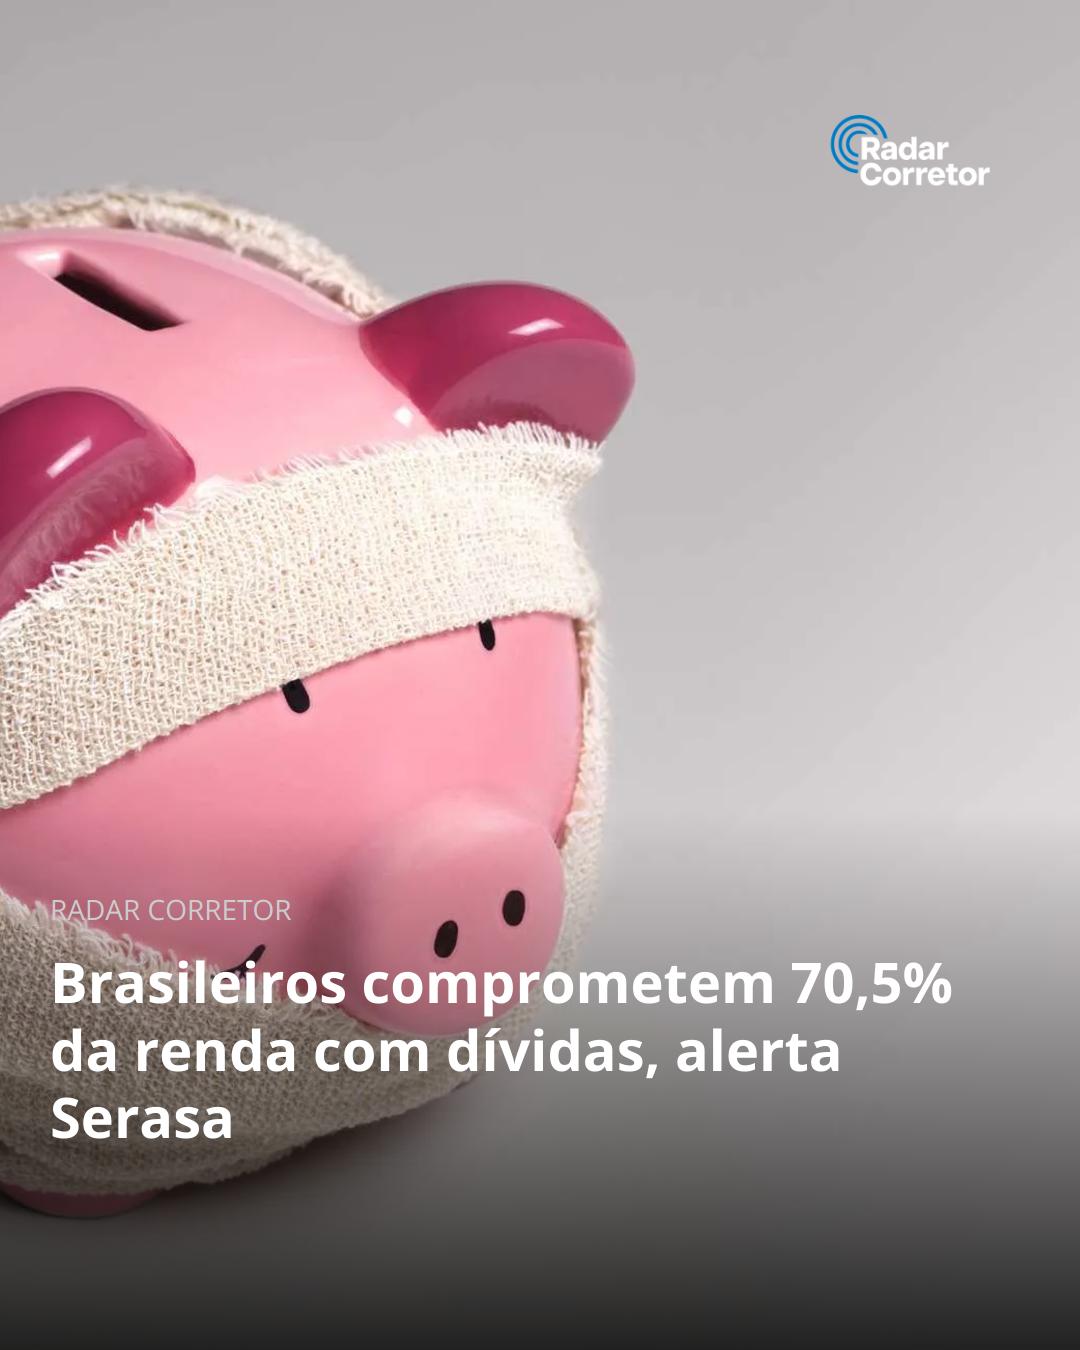 Radar
Corretor
RADAR CORRETOR
Brasileiros comprometem 70,5%
da renda com dívidas, alerta
Serasa